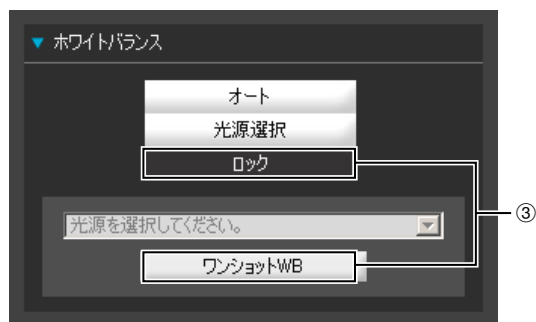 ホワイトバランス
オート
光源選択
ロック
③
光源を選択してください。
ワンショットWB